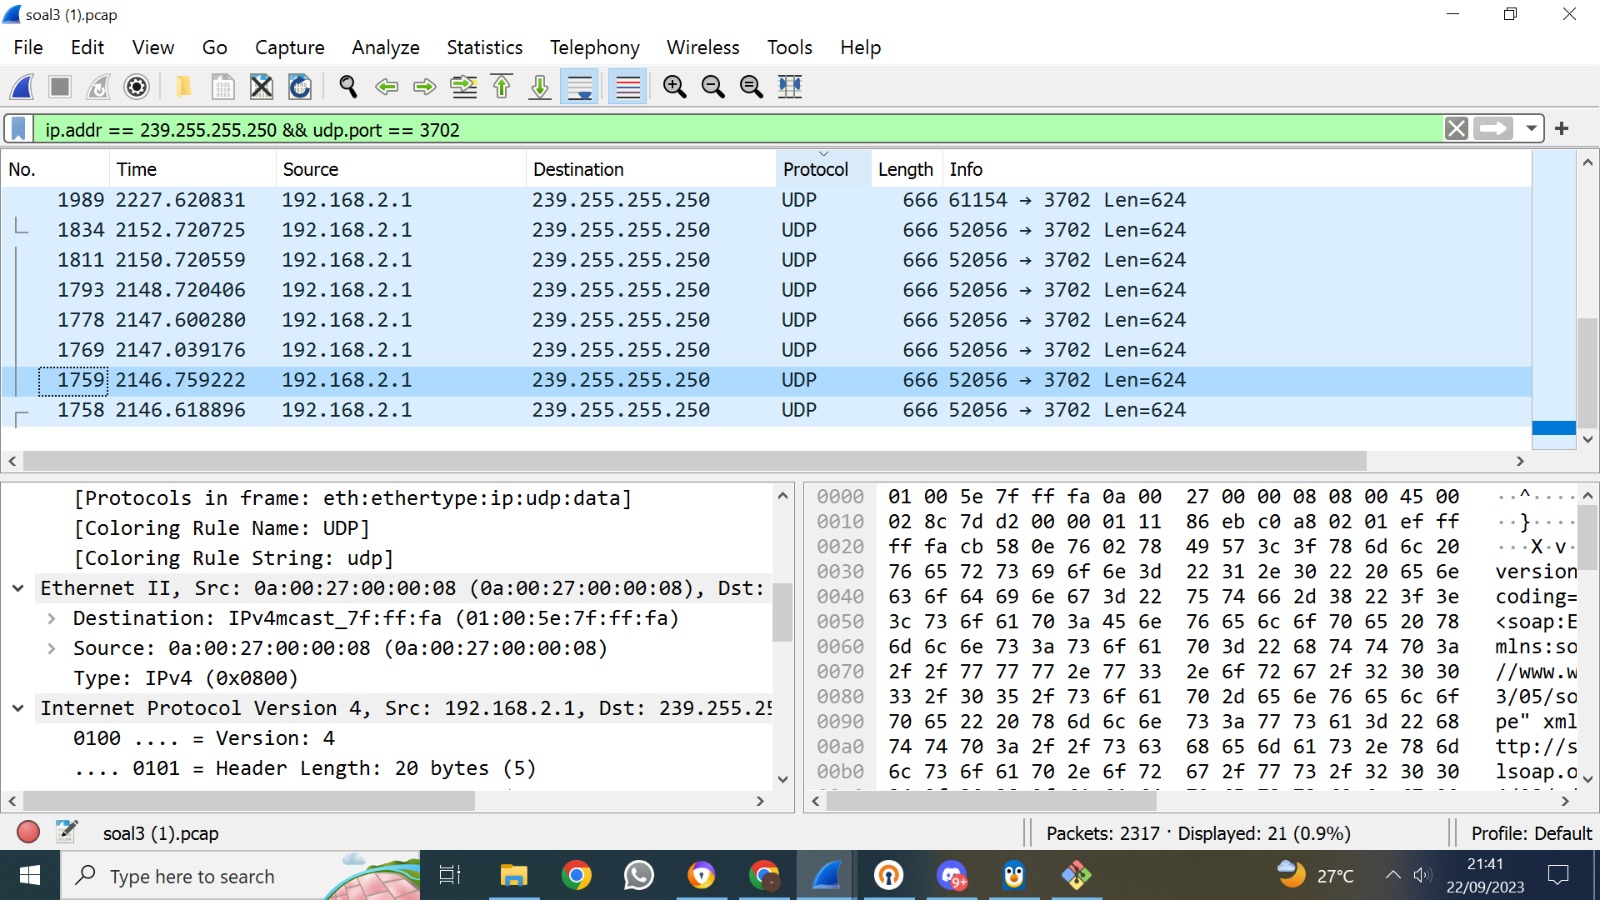 soal3 (1).pcap
File Edit View Go Capture Analyze Statistics Telephony Wireless Tools Help
ip.addr == 239.255.255.250 && udp.port == 3702
No. Time Source Destination Protocol Length Info
1989 2227.620831 192.168.2.1 239.255.255.250 UDP 666 61154 → 3702 Len=624
1834 2152.720725 192.168.2.1 239.255.255.250 UDP 666 52056 → 3702 Len=624
1811 2150.720559 192.168.2.1 239.255.255.250 UDP 666 52056 → 3702 Len=624
1793 2148.720406 192.168.2.1 239.255.255.250 UDP 666 52056 → 3702 Len=624
1778 2147.600280 192.168.2.1 239.255.255.250 UDP 666 52056 → 3702 Len=624
1769 2147.039176 192.168.2.1 239.255.255.250 UDP 666 52056 → 3702 Len=624
1759 2146.759222 192.168.2.1 239.255.255.250 UDP 666 52056 → 3702 Len=624
1758 2146.618896 192.168.2.1 239.255.255.250 UDP 666 52056 → 3702 Len=624
[Protocols in frame: eth:ethertype:ip:udp:data]
[Coloring Rule Name: UDP]
[Coloring Rule String: udp]
Ethernet II, Src: 0a:00:27:00:00:08 (0a:00:27:00:00:08), Dst:
Destination: IPv4mcast_7f:ff:fa (01:00:5e:7f:ff:fa)
Source: 0a:00:27:00:00:08 (0a:00:27:00:00:08)
Type: IPv4 (0x0800)
Internet Protocol Version 4, Src: 192.168.2.1, Dst: 239.255.25
0100 .... = Version: 4
.... 0101 = Header Length: 20 bytes (5)
0000 01 00 5e 7f ff fa 0a 00 27 00 00 08 08 00 45 00 ··^·····
0010 02 8c 7d d2 00 00 01 11 86 eb c0 a8 02 01 ef ff ··}·····
0020 ff fa cb 58 0e 76 02 78 49 57 3c 3f 78 6d 6c 20 ···X·v·
0030 76 65 72 73 69 6f 6e 3d 22 31 2e 30 22 20 65 6e version
0040 63 6f 64 69 6e 67 3d 22 75 74 66 2d 38 22 3f 3e coding=
0050 3c 73 6f 61 70 3a 45 6e 76 65 6c 6f 70 65 20 78 <soap:E
0060 6d 6c 6e 73 3a 73 6f 61 70 3d 22 68 74 74 70 3a mlns:so
0070 2f 2f 77 77 77 2e 77 33 2e 6f 72 67 2f 32 30 30 //www.w
0080 33 2f 30 35 2f 73 6f 61 70 2d 65 6e 76 65 6c 6f 3/05/so
0090 70 65 22 20 78 6d 6c 6e 73 3a 77 73 61 3d 22 68 pe" xml
00a0 74 74 70 3a 2f 2f 73 63 68 65 6d 61 73 2e 78 6d ttp://s
00b0 6c 73 6f 61 70 2e 6f 72 67 2f 77 73 2f 32 30 30 lsoap.o
soal3 (1).pcap Packets: 2317 · Displayed: 21 (0.9%) Profile: Default
Type here to search 9+ 27°C 21:41
22/09/2023